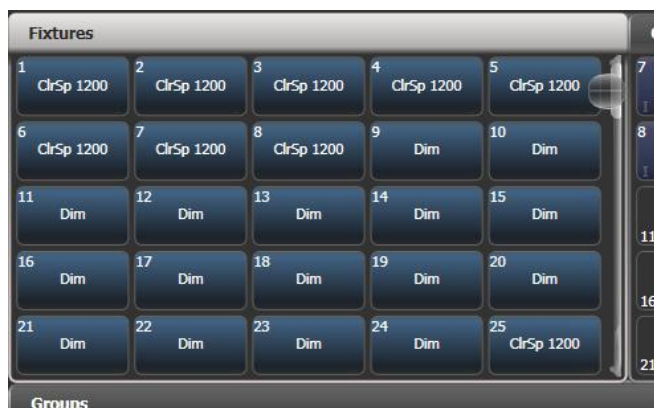 Fixtures
1 2 3 4 5 7
ClrSp 1200 ClrSp 1200 ClrSp 1200 ClrSp 1200 ClrSp 1200
6 7 8 9 10 8
ClrSp 1200 ClrSp 1200 ClrSp 1200 Dim Dim
11 12 13 14 15
Dim Dim Dim Dim Dim
11
16 17 18 19 20
Dim Dim Dim Dim Dim
16
21 22 23 24 25
Dim Dim Dim Dim ClrSp 1200
21
Groups